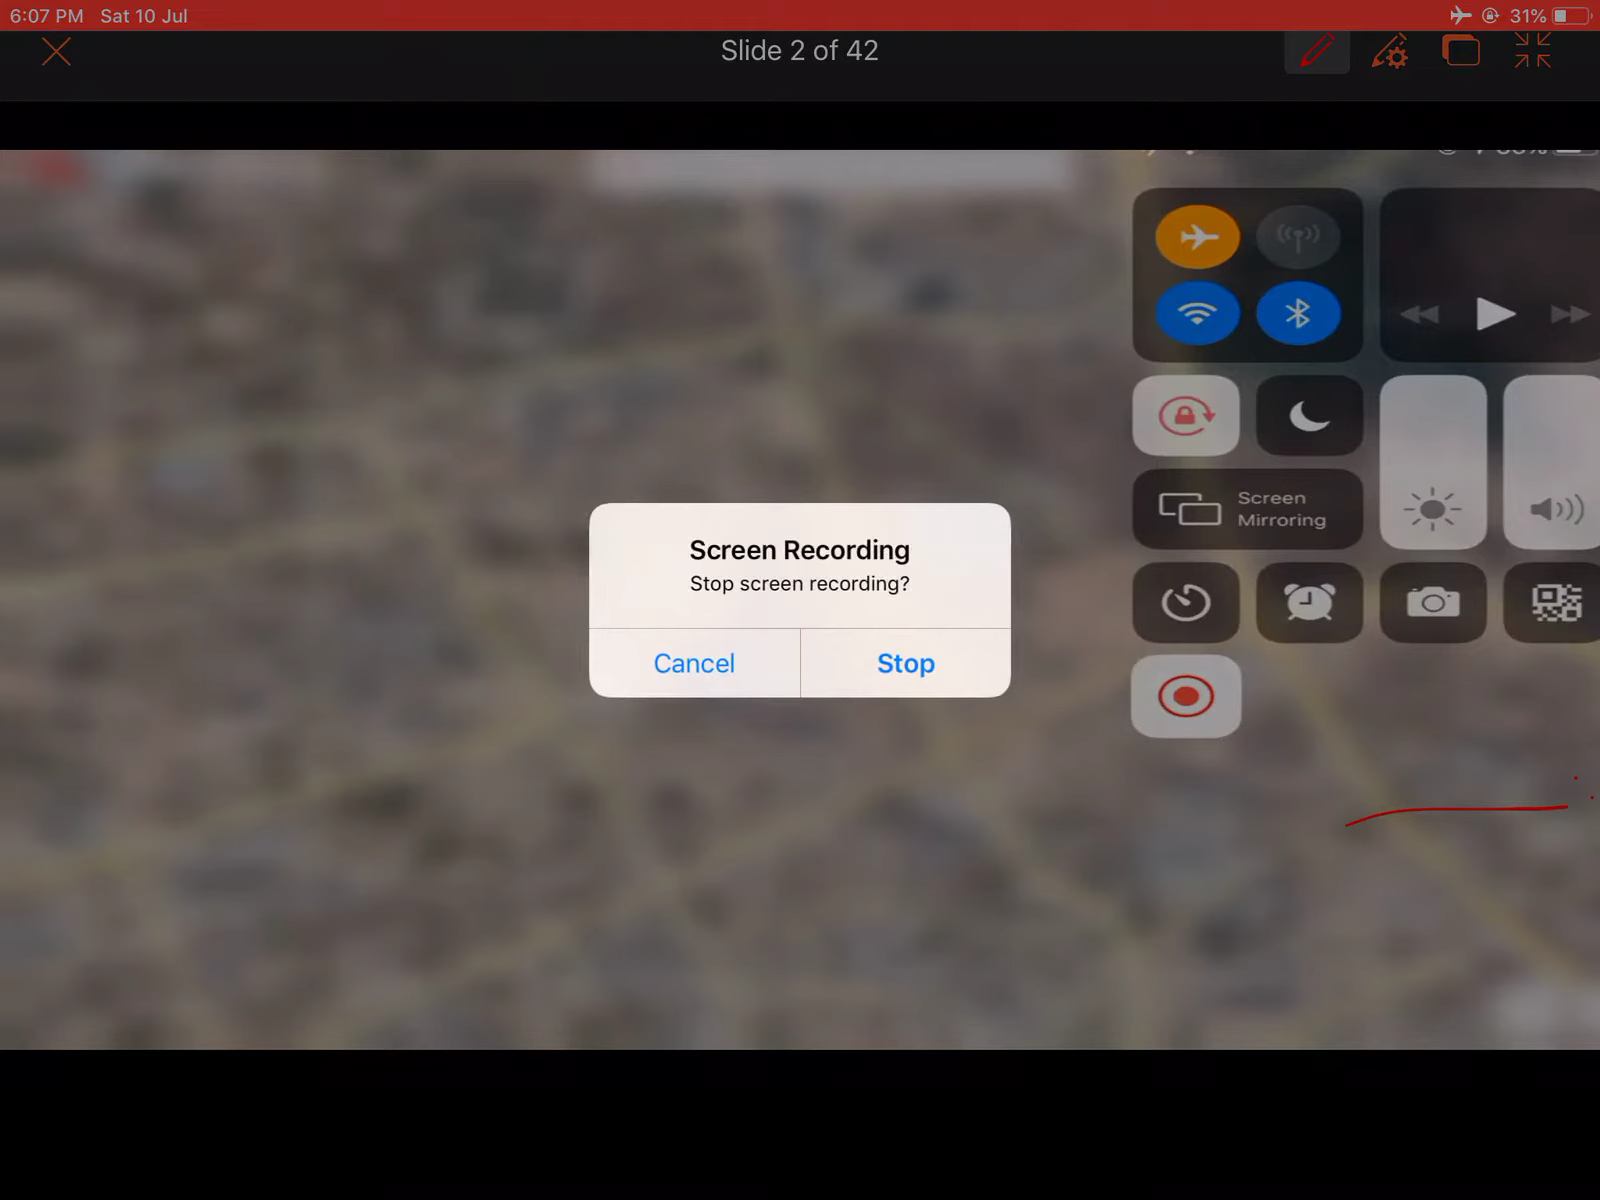 6:07 PM Sat 10 Jul 31%
Slide 2 of 42
Screen
Mirroring
Screen Recording
Stop screen recording?
Cancel Stop